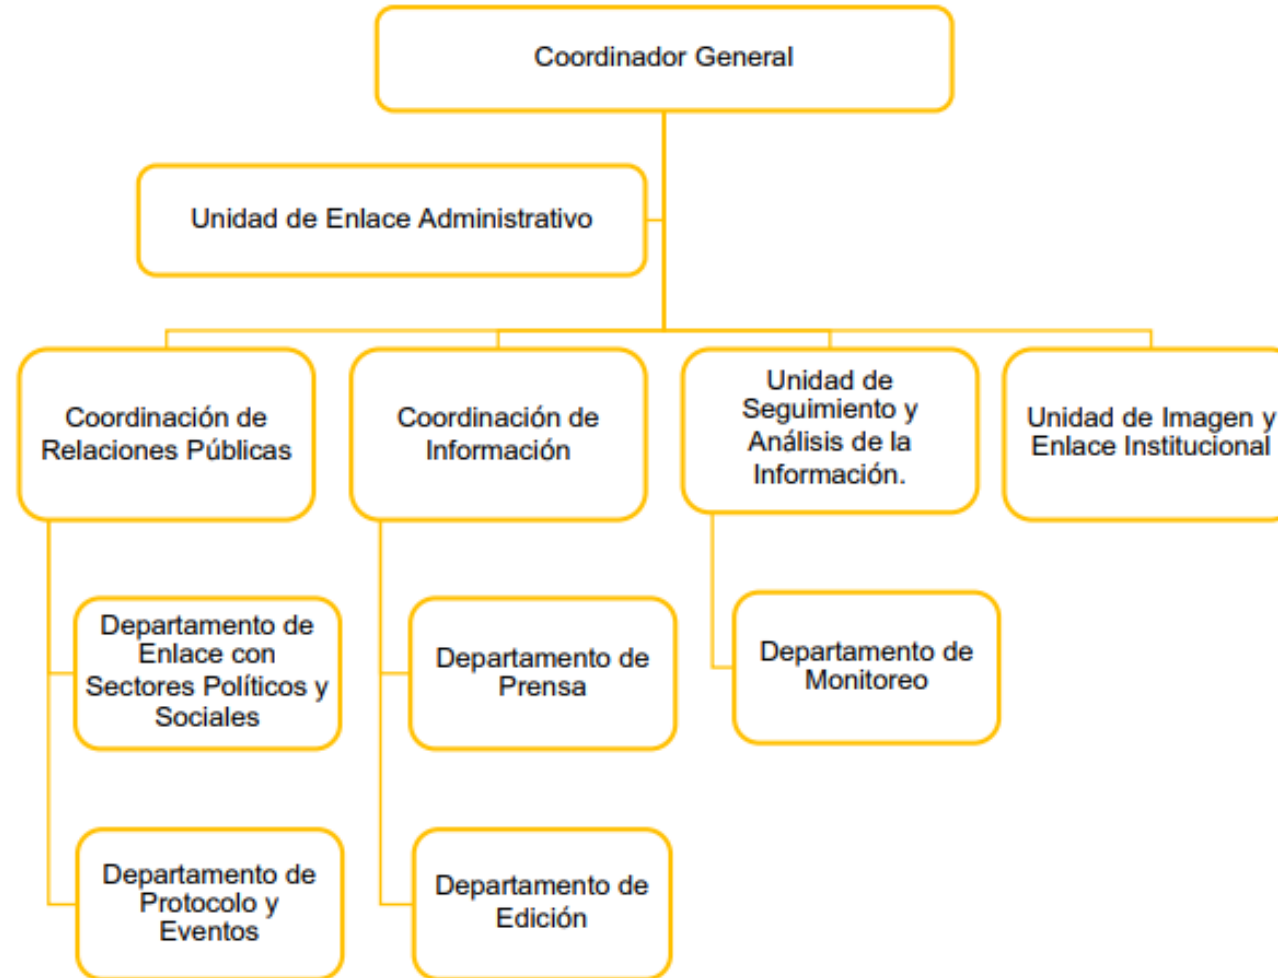 Coordinador General
Unidad de Enlace Administrativo
Coordinación de
Relaciones Públicas
Coordinación de
Información
Unidad de
Seguimiento y
Análisis de la
Información.
Unidad de Imagen y
Enlace Institucional
Departamento de
Enlace con
Sectores Políticos y
Sociales
Departamento de
Prensa
Departamento de
Monitoreo
Departamento de
Protocolo y
Eventos
Departamento de
Edición